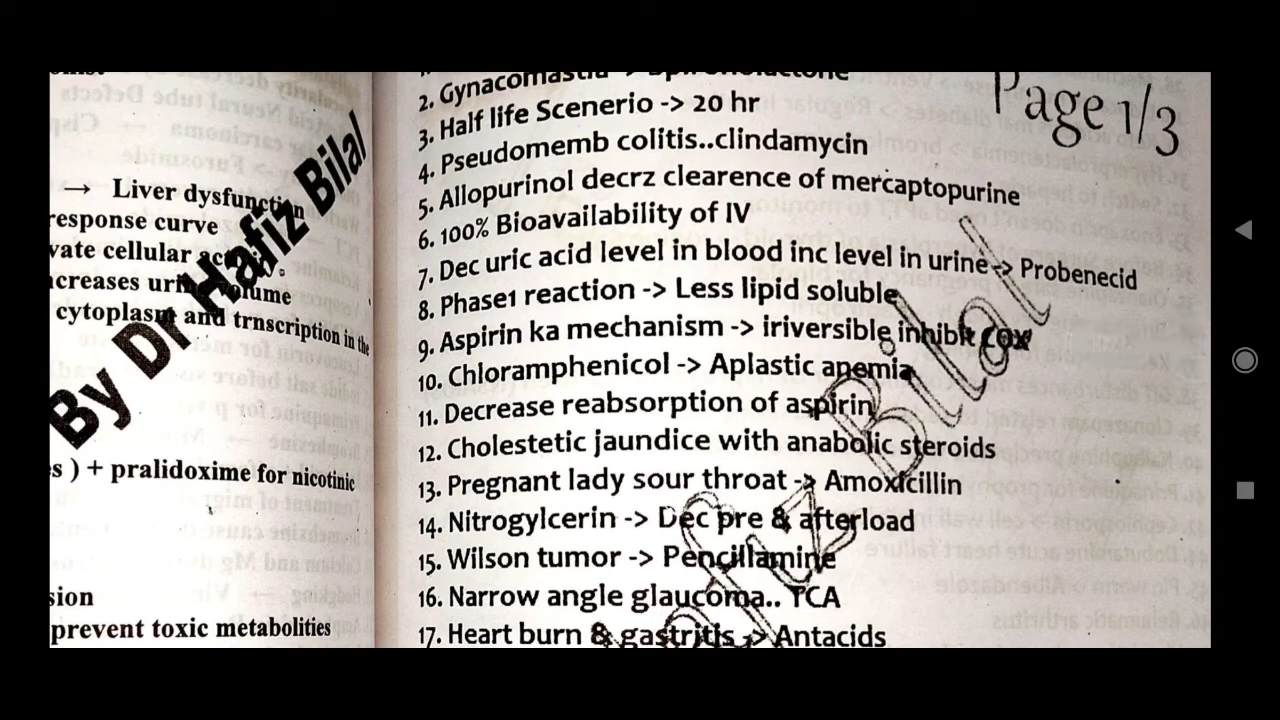 → Liver dysfunction
response curve
cellular
urine volume
cytoplasm and trnscription in the
) + pralidoxime for nicotinic
prevent toxic metabolities
By Dr Hafiz Bilal
Page 1/3
2. Gynacomastia -> Spironolactone
3. Half life Scenerio -> 20 hr
4. Pseudomemb colitis..clindamycin
5. Allopurinol decrz clearence of mercaptopurine
6. 100% Bioavailability of IV
7. Dec uric acid level in blood inc level in urine -> Probenecid
8. Phase1 reaction -> Less lipid soluble
9. Aspirin ka mechanism -> iriversible inhibit cox
10. Chloramphenicol -> Aplastic anemia
11. Decrease reabsorption of aspirin
12. Cholestetic jaundice with anabolic steroids
13. Pregnant lady sour throat -> Amoxicillin
14. Nitrogylcerin -> Dec pre & afterload
15. Wilson tumor -> Pencillamine
16. Narrow angle glaucoma.. TCA
17. Heart burn & gastritis -> Antacids
Hafiz Bilal